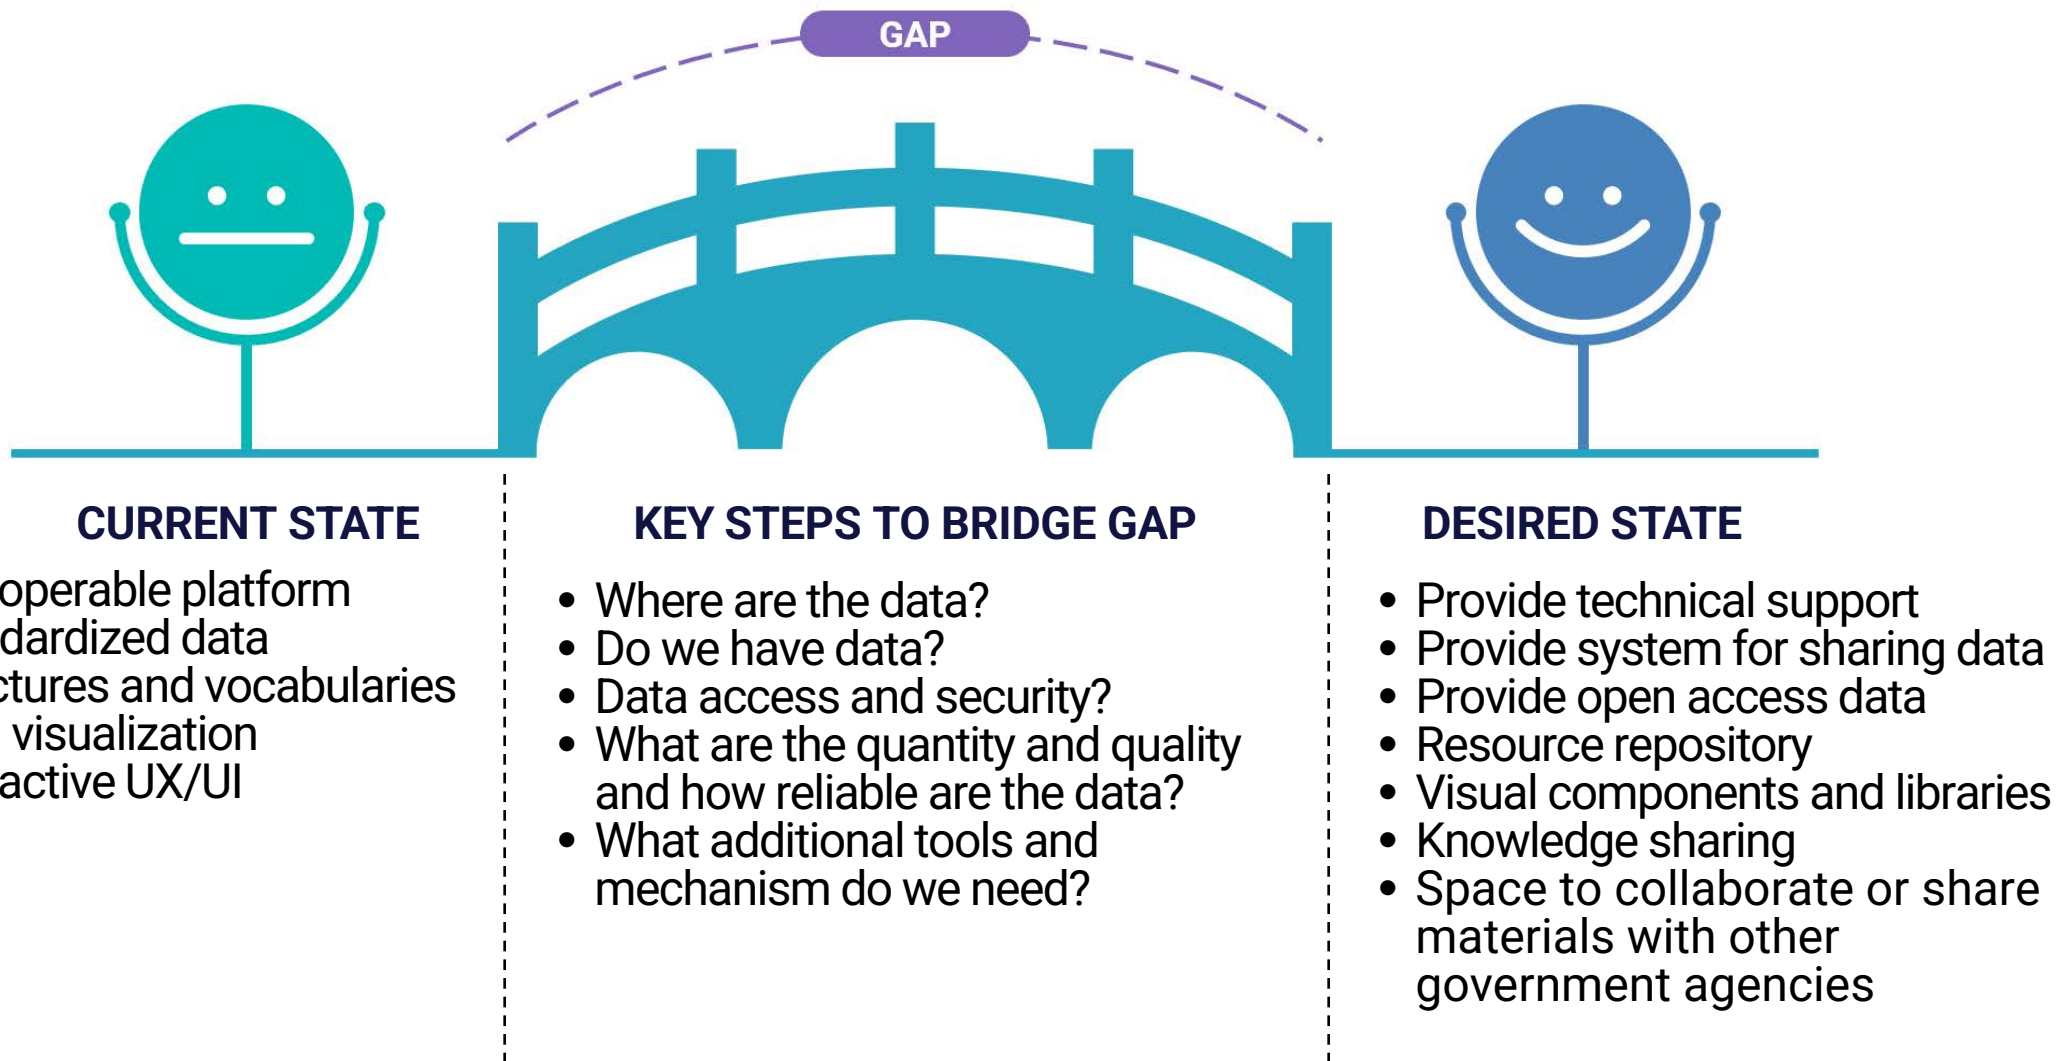 GAP
CURRENT STATE
operable platform
dardized data
ctures and vocabularies
visualization
active UX/UI
KEY STEPS TO BRIDGE GAP
• Where are the data?
• Do we have data?
• Data access and security?
• What are the quantity and quality
and how reliable are the data?
• What additional tools and
mechanism do we need?
DESIRED STATE
• Provide technical support
• Provide system for sharing data
• Provide open access data
• Resource repository
• Visual components and libraries
• Knowledge sharing
• Space to collaborate or share
materials with other
government agencies